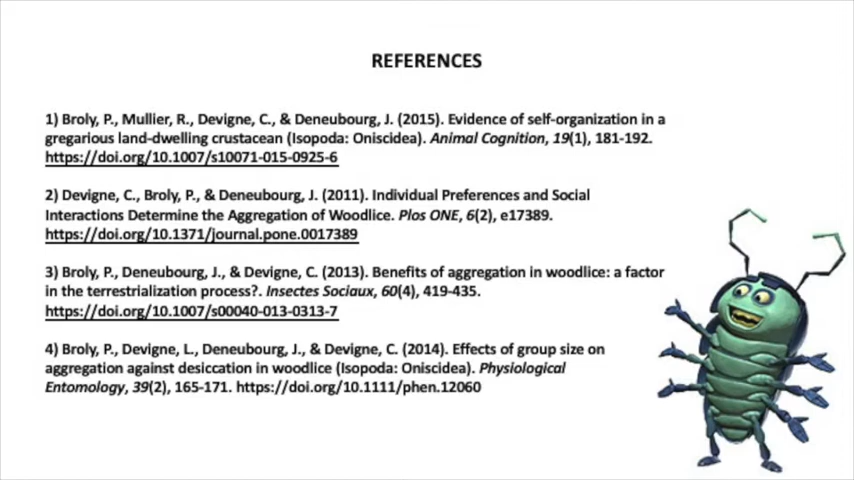 REFERENCES
1) Broly, P., Mullier, R., Devigne, C., & Deneubourg, J. (2015). Evidence of self-organization in a
gregarious land-dwelling crustacean (Isopoda: Oniscidea). Animal Cognition, 19(1), 181-192.
https://doi.org/10.1007/s10071-015-0925-6
2) Devigne, C., Broly, P., & Deneubourg, J. (2011). Individual Preferences and Social
Interactions Determine the Aggregation of Woodlice. Plos ONE, 6(2), e17389.
https://doi.org/10.1371/journal.pone.0017389
3) Broly, P., Deneubourg, J., & Devigne, C. (2013). Benefits of aggregation in woodlice: a factor
in the terrestrialization process?. Insectes Sociaux, 60(4), 419-435.
https://doi.org/10.1007/s00040-013-0313-7
4) Broly, P., Devigne, L., Deneubourg, J., & Devigne, C. (2014). Effects of group size on
aggregation against desiccation in woodlice (Isopoda: Oniscidea). Physiological
Entomology, 39(2), 165-171. https://doi.org/10.1111/phen.12060